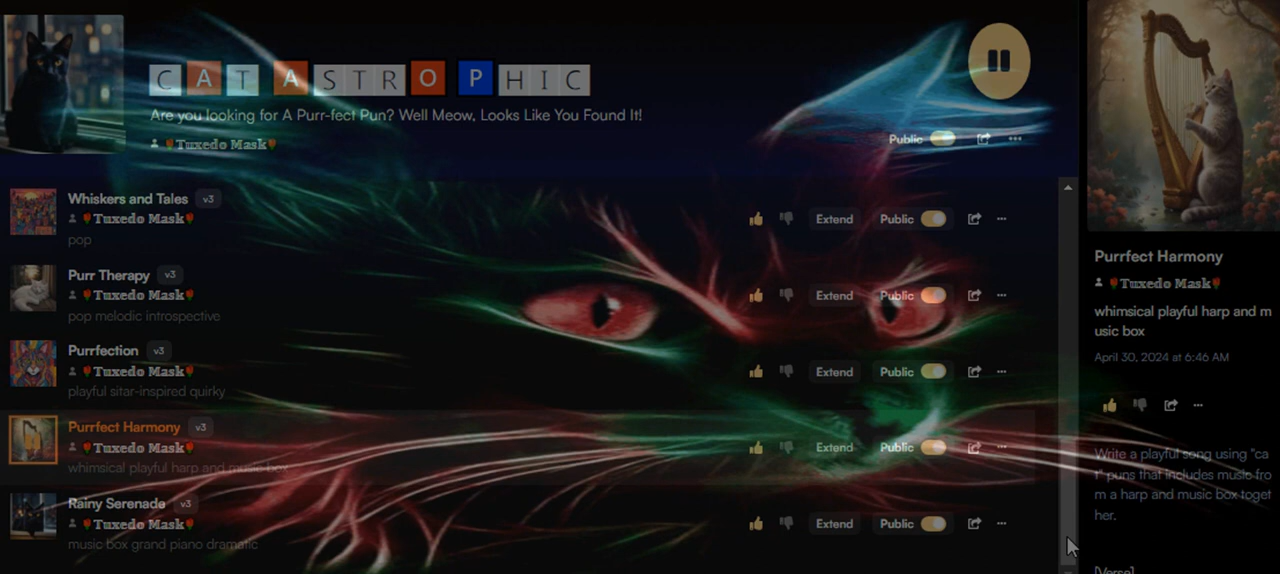 CAT ASTROPHIC
Are you looking for A Purr-fect Pun? Well Meow, Looks Like You Found It!
🌹Tuxedo Mask🌹
Public
Whiskers and Tales v3
🌹Tuxedo Mask🌹
pop
Extend Public
Purr Therapy v3
🌹Tuxedo Mask🌹
pop melodic introspective
Extend Public
Purrfection v3
🌹Tuxedo Mask🌹
playful sitar-inspired quirky
Extend Public
Purrfect Harmony v3
🌹Tuxedo Mask🌹
whimsical playful harp and music box
Extend Public
Rainy Serenade v3
🌹Tuxedo Mask🌹
music box grand piano dramatic
Extend Public
Purrfect Harmony
🌹Tuxedo Mask🌹
whimsical playful harp and m
usic box
April 30, 2024 at 6:46 AM
Write a playful song using "ca
t" puns that includes music fro
m a harp and music box toget
her.
[Verse]